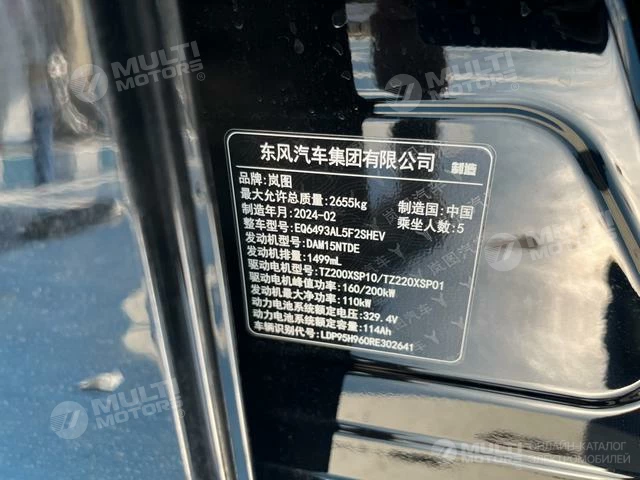 东风汽车集团有限公司 制造
品牌:岚图
最大允许总质量:2655kg 制造国:中国
制造年月:2024-02 乘坐人数:5
整车型号:EQ6493AL5F2SHEV
发动机型号:DAM15NTDE
发动机排量:1499mL
驱动电机型号:TZ200XSP10/TZ220XSP01
驱动电机峰值功率:160/200kW
发动机最大净功率:110kW
动力电池系统额定电压:329.4V
动力电池系统额定容量:114Ah
车辆识别代号:LDP95H960RE302641
MULTI MOTORS®
MULTI MOTORS
MULTI MOTORS
MULTI MOTORS
MULTI MOTORS
ОНЛАЙН-КАТАЛОГ
ЭЛЕКТРОМОБИЛЕЙ